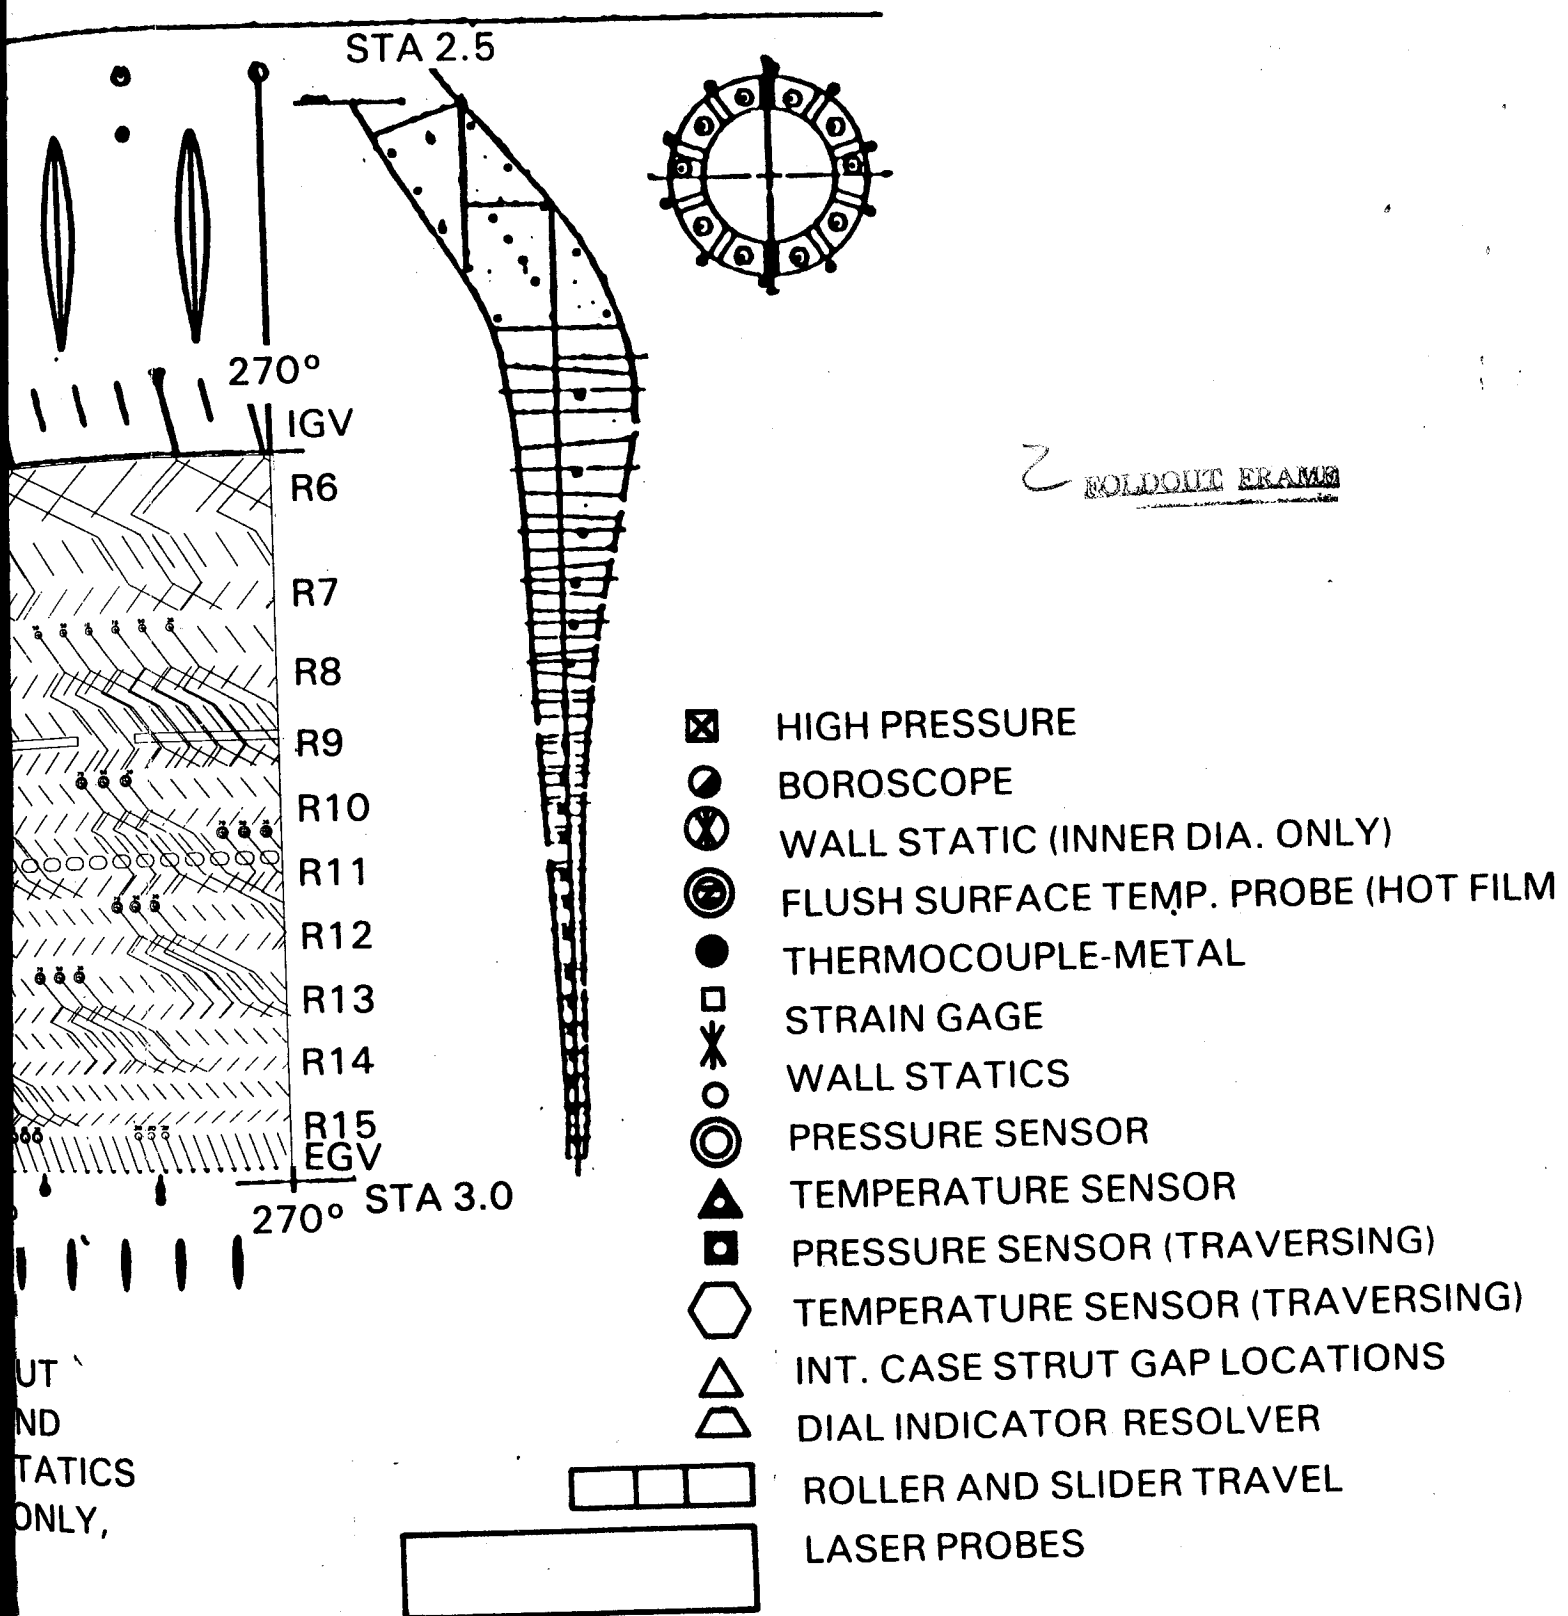 STA 2.5
270°
IGV
R6
R7
R8
R9
R10
R11
R12
R13
R14
R15
EGV
270° STA 3.0
UT
ND
TATICS
ONLY,
2 FOLDOUT FRAME
HIGH PRESSURE
BOROSCOPE
WALL STATIC (INNER DIA. ONLY)
FLUSH SURFACE TEMP. PROBE (HOT FILM
THERMOCOUPLE-METAL
STRAIN GAGE
WALL STATICS
PRESSURE SENSOR
TEMPERATURE SENSOR
PRESSURE SENSOR (TRAVERSING)
TEMPERATURE SENSOR (TRAVERSING)
INT. CASE STRUT GAP LOCATIONS
DIAL INDICATOR RESOLVER
ROLLER AND SLIDER TRAVEL
LASER PROBES